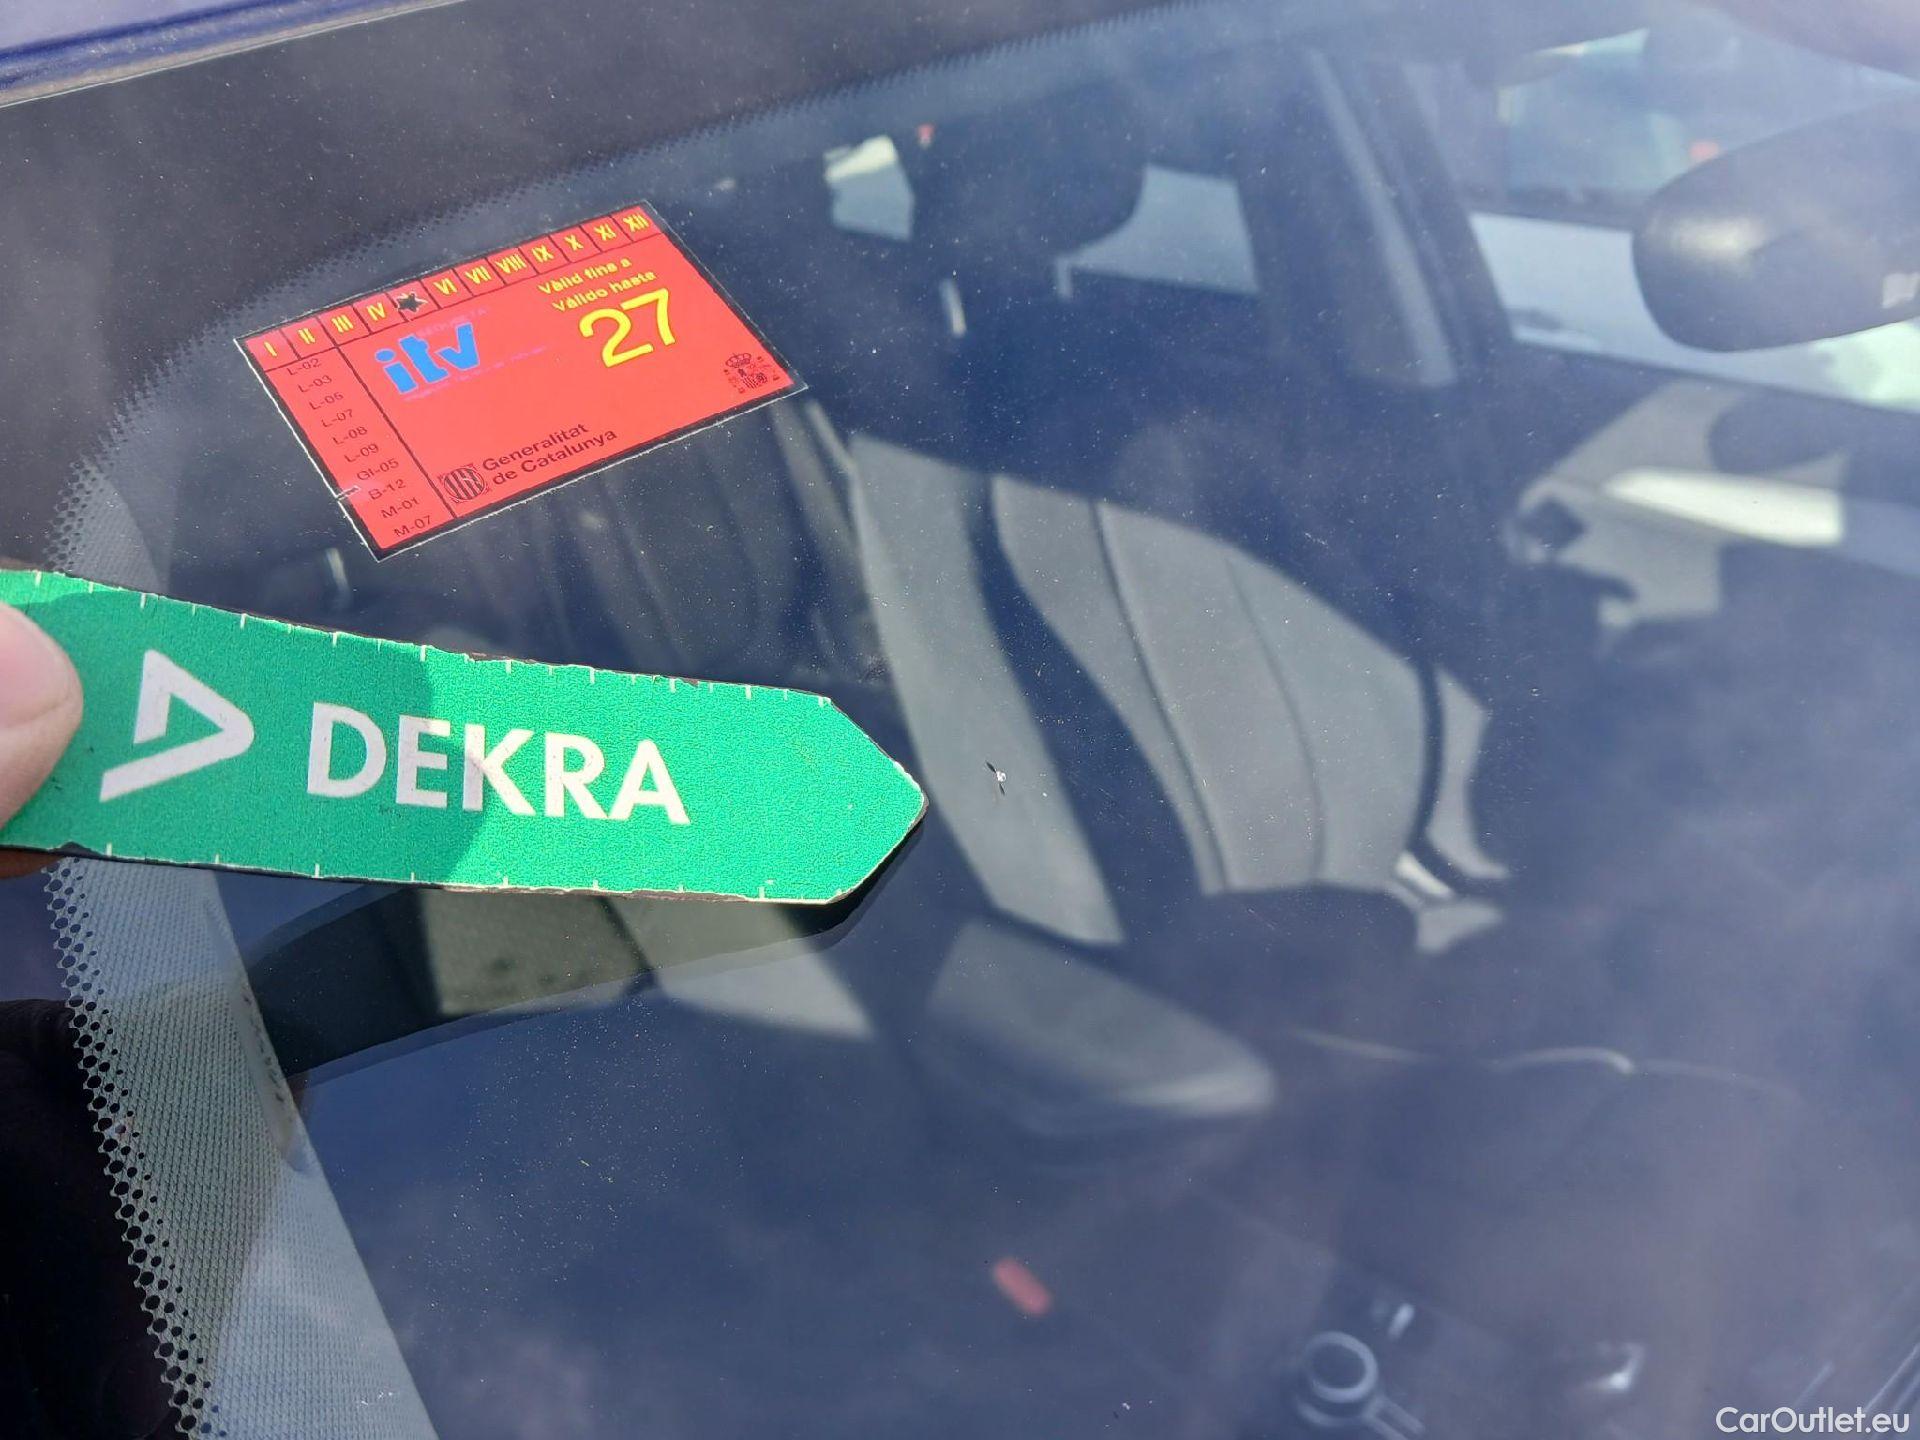 I II III IV VI VII VIII IX X XI XII
Vàlid fins a
Válido hasta
27
itv
L-02
L-03
L-06
L-07
L-08
L-09
GI-05
B-12
M-01
M-07
Generalitat
de Catalunya
DEKRA
CarOutlet.eu